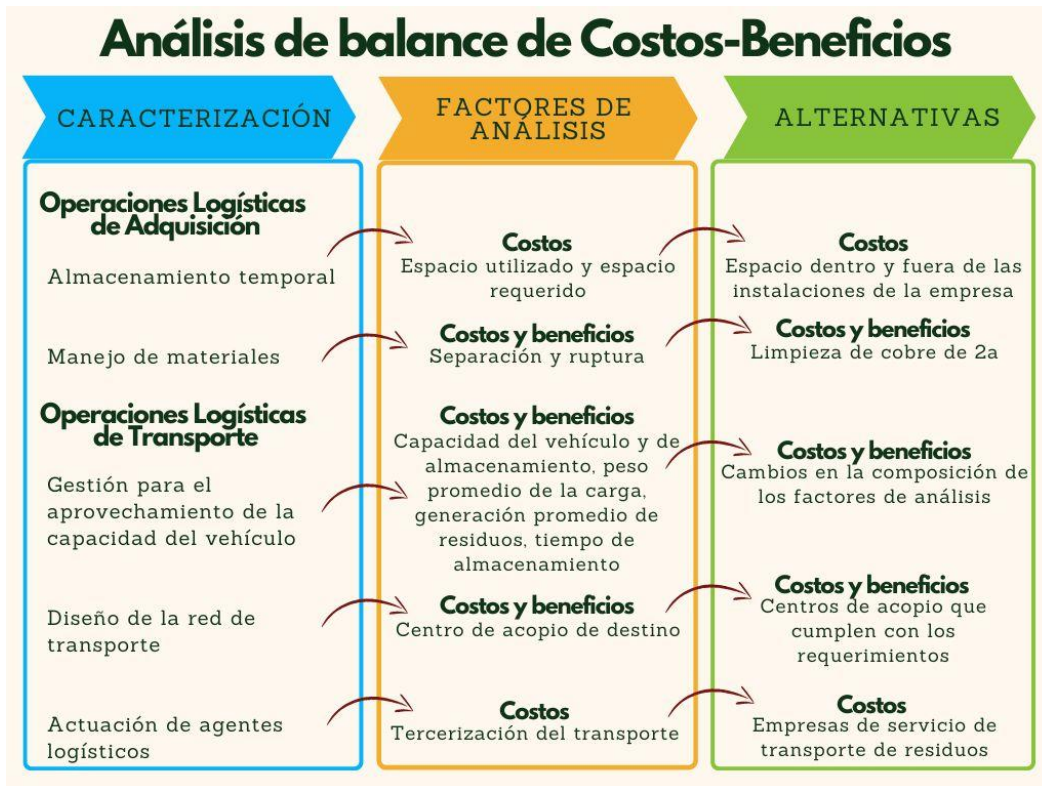 Análisis de balance de Costos-Beneficios
CARACTERIZACIÓN
FACTORES DE
ANÁLISIS
ALTERNATIVAS
Operaciones Logísticas
de Adquisición
Almacenamiento temporal
Manejo de materiales
Operaciones Logísticas
de Transporte
Gestión para el
aprovechamiento de la
capacidad del vehículo
Diseño de la red de
transporte
Actuación de agentes
logísticos
Costos
Espacio utilizado y espacio
requerido
Costos y beneficios
Separación y ruptura
Costos y beneficios
Capacidad del vehículo y de
almacenamiento, peso
promedio de la carga,
generación promedio de
residuos, tiempo de
almacenamiento
Costos y beneficios
Centro de acopio de destino
Costos
Tercerización del transporte
Costos
Espacio dentro y fuera de las
instalaciones de la empresa
Costos y beneficios
Limpieza de cobre de 2a
Costos y beneficios
Cambios en la composición de
los factores de análisis
Costos y beneficios
Centros de acopio que
cumplen con los
requerimientos
Costos
Empresas de servicio de
transporte de residuos